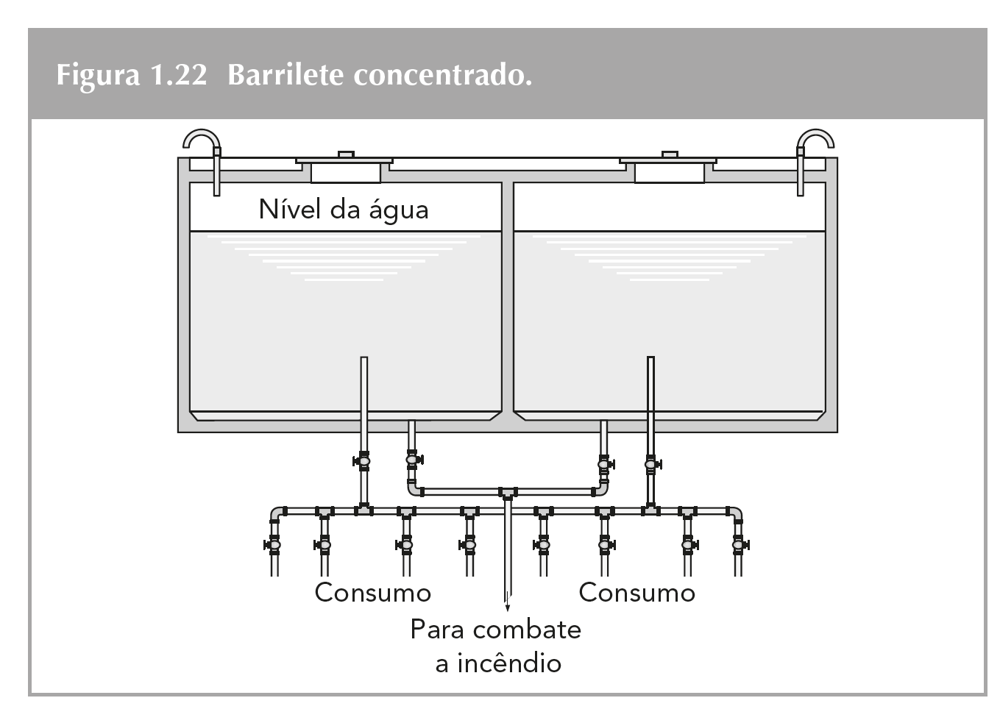 Figura 1.22 Barrilete concentrado.
Nível da água
Consumo
Consumo
Para combate
a incêndio